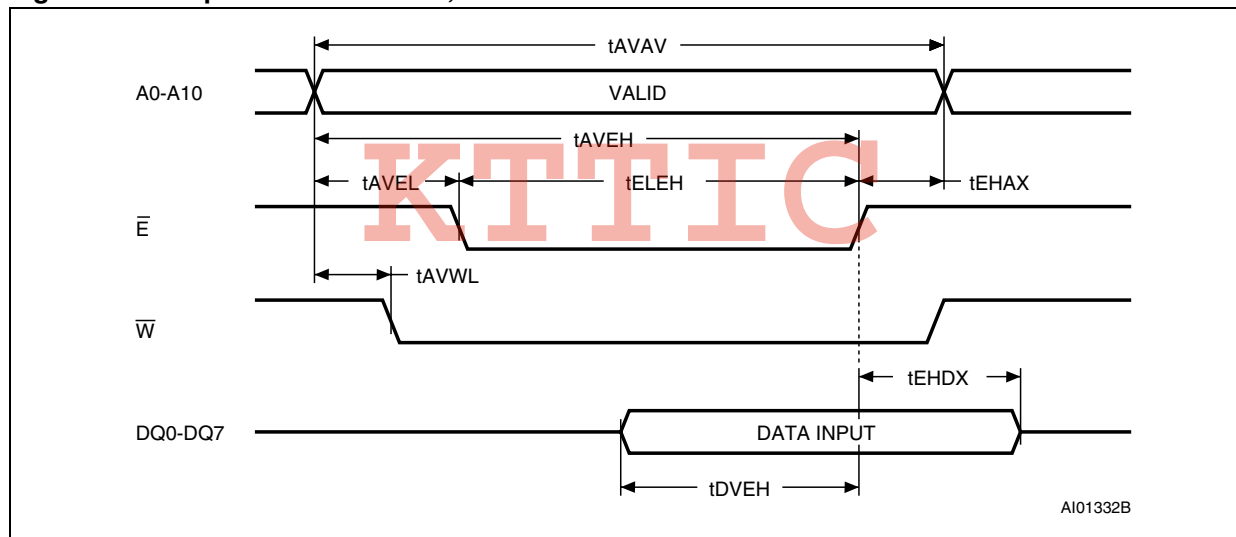 tAVAV
A0-A10
VALID
tAVEH
KTTIC
tAVEL
tELEH
tEHAX
E
tAVWL
W
tEHDX
DQ0-DQ7
DATA INPUT
tDVEH
AI01332B